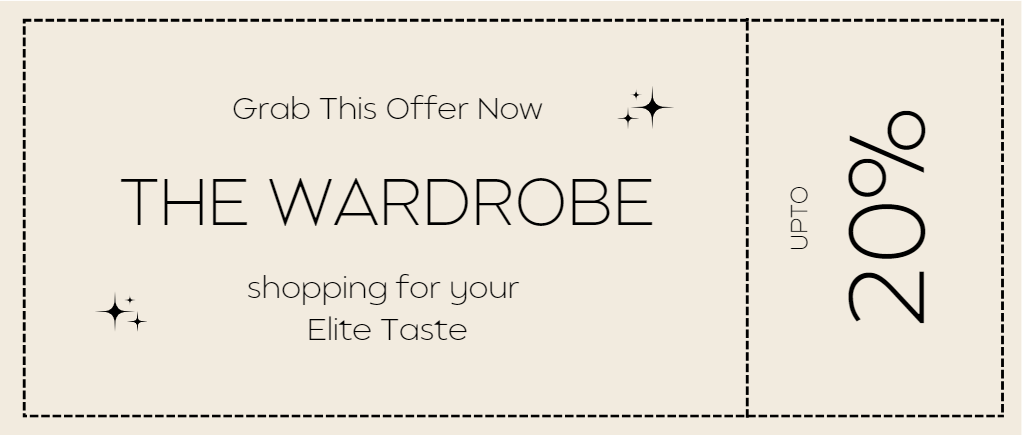 Grab This Offer Now
THE WARDROBE
shopping for your
Elite Taste
UPTO
20%